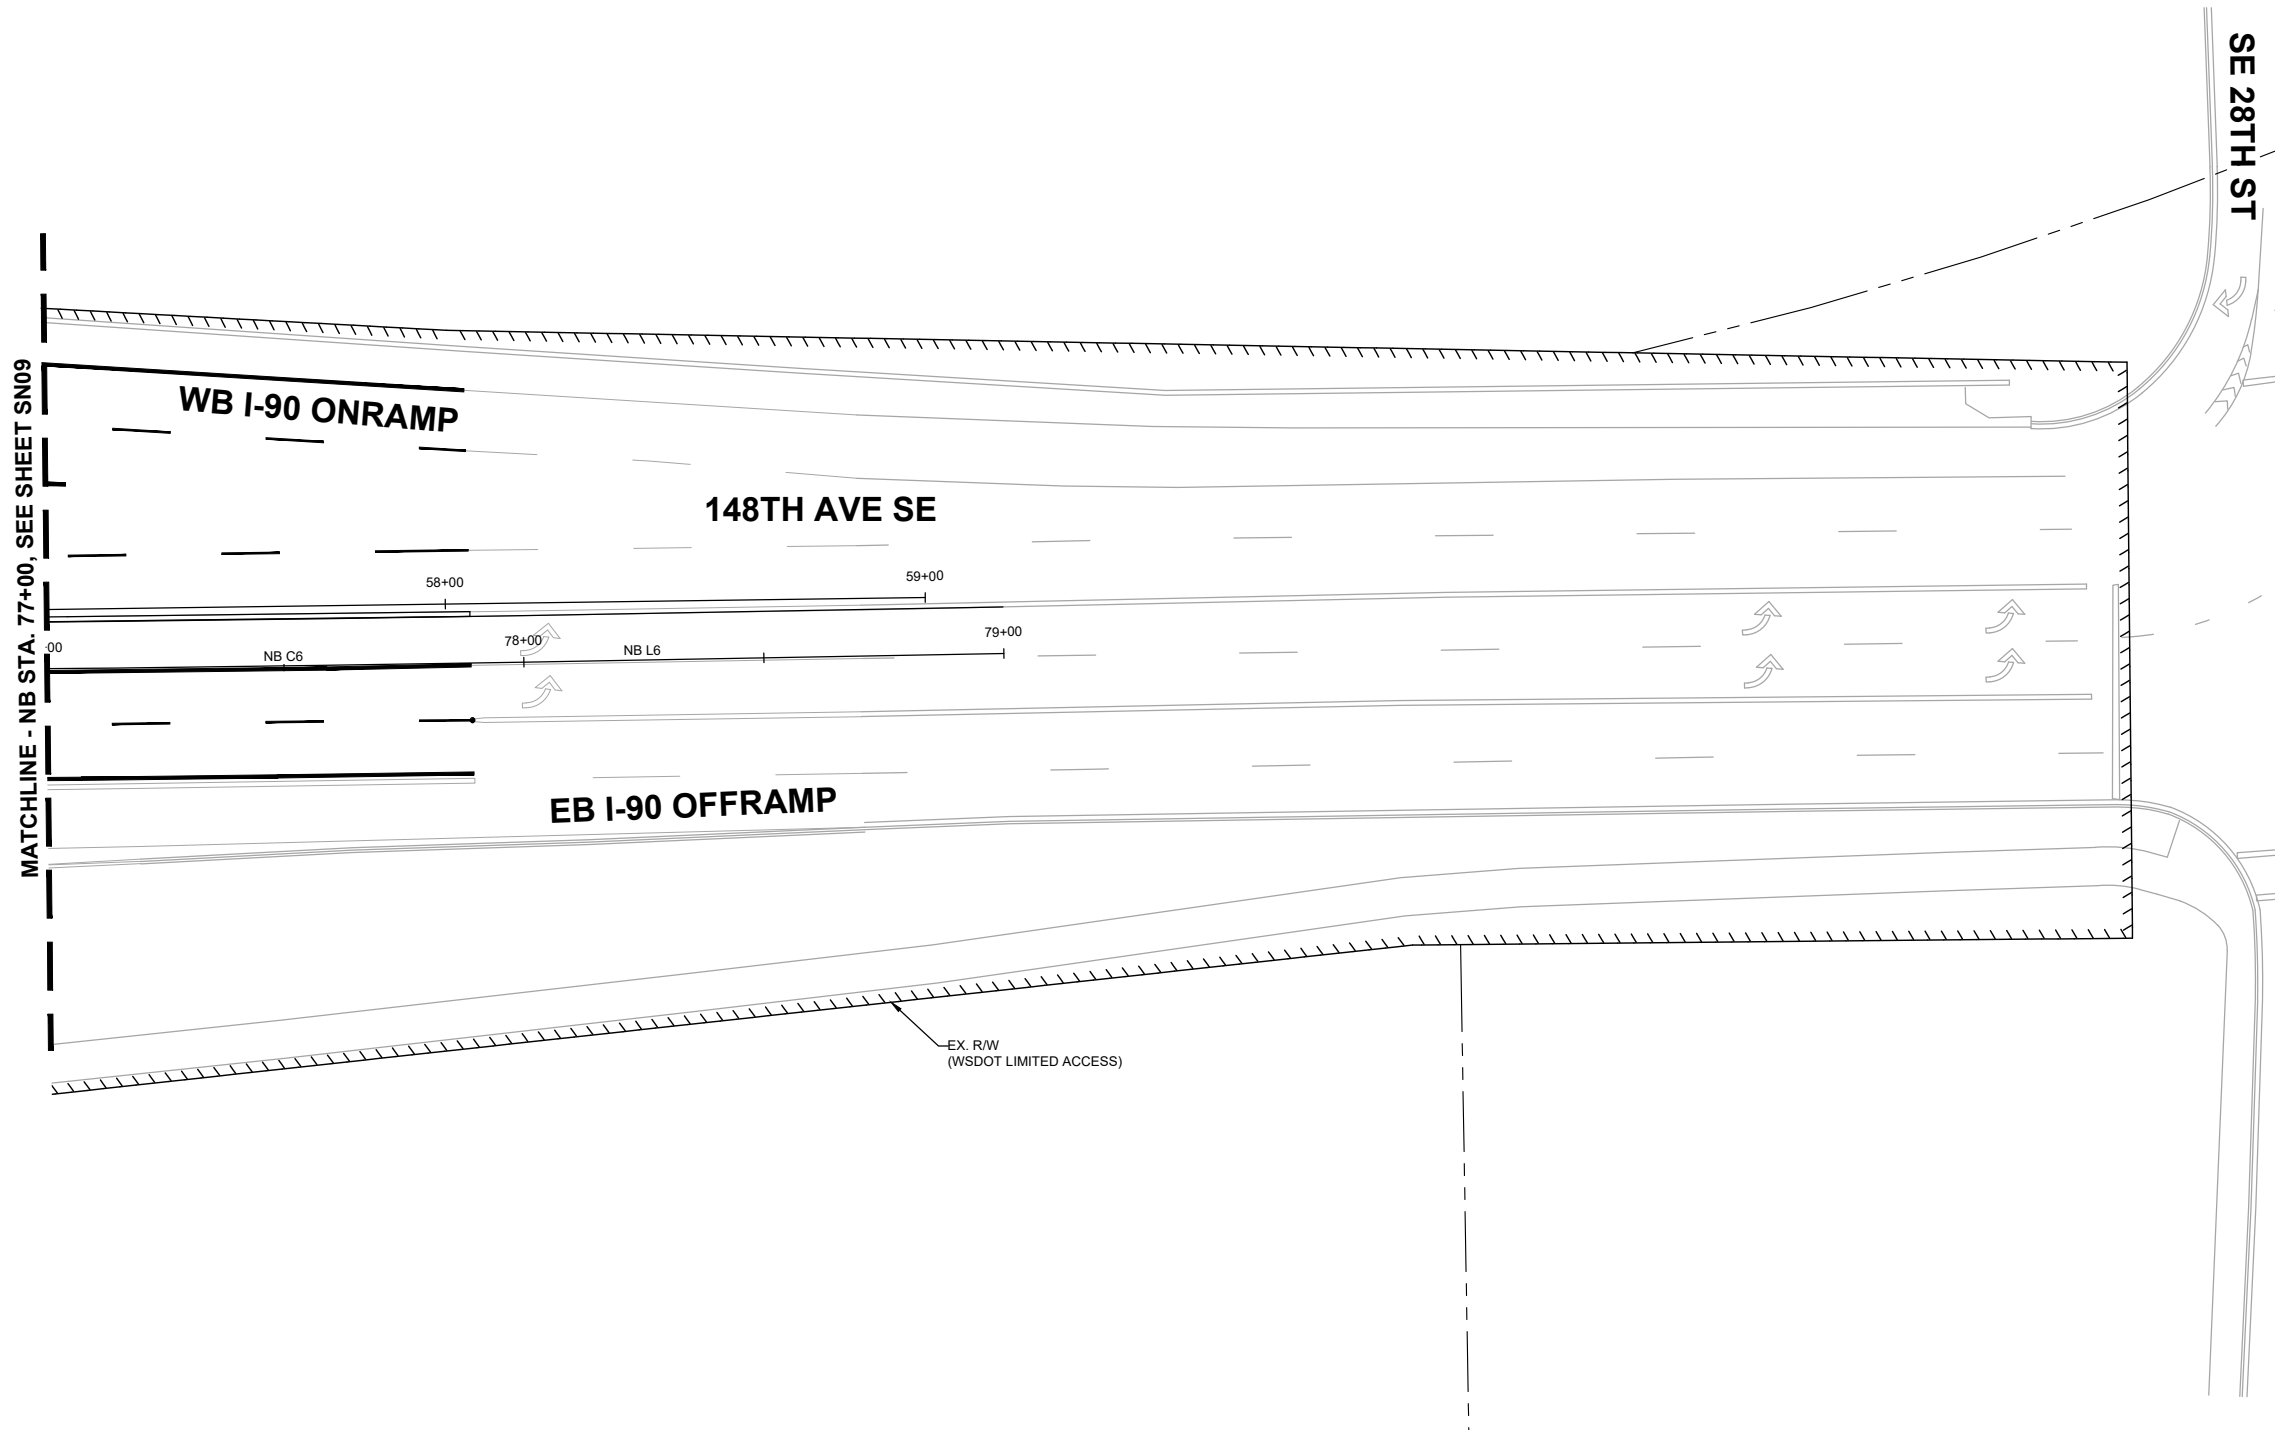 SE 28TH ST
MATCHLINE - NB STA. 77+00, SEE SHEET SN09
WB I-90 ONRAMP
148TH AVE SE
58+00
59+00
00
NB C6
78+00
NB L6
79+00
EB I-90 OFFRAMP
EX. R/W
(WSDOT LIMITED ACCESS)